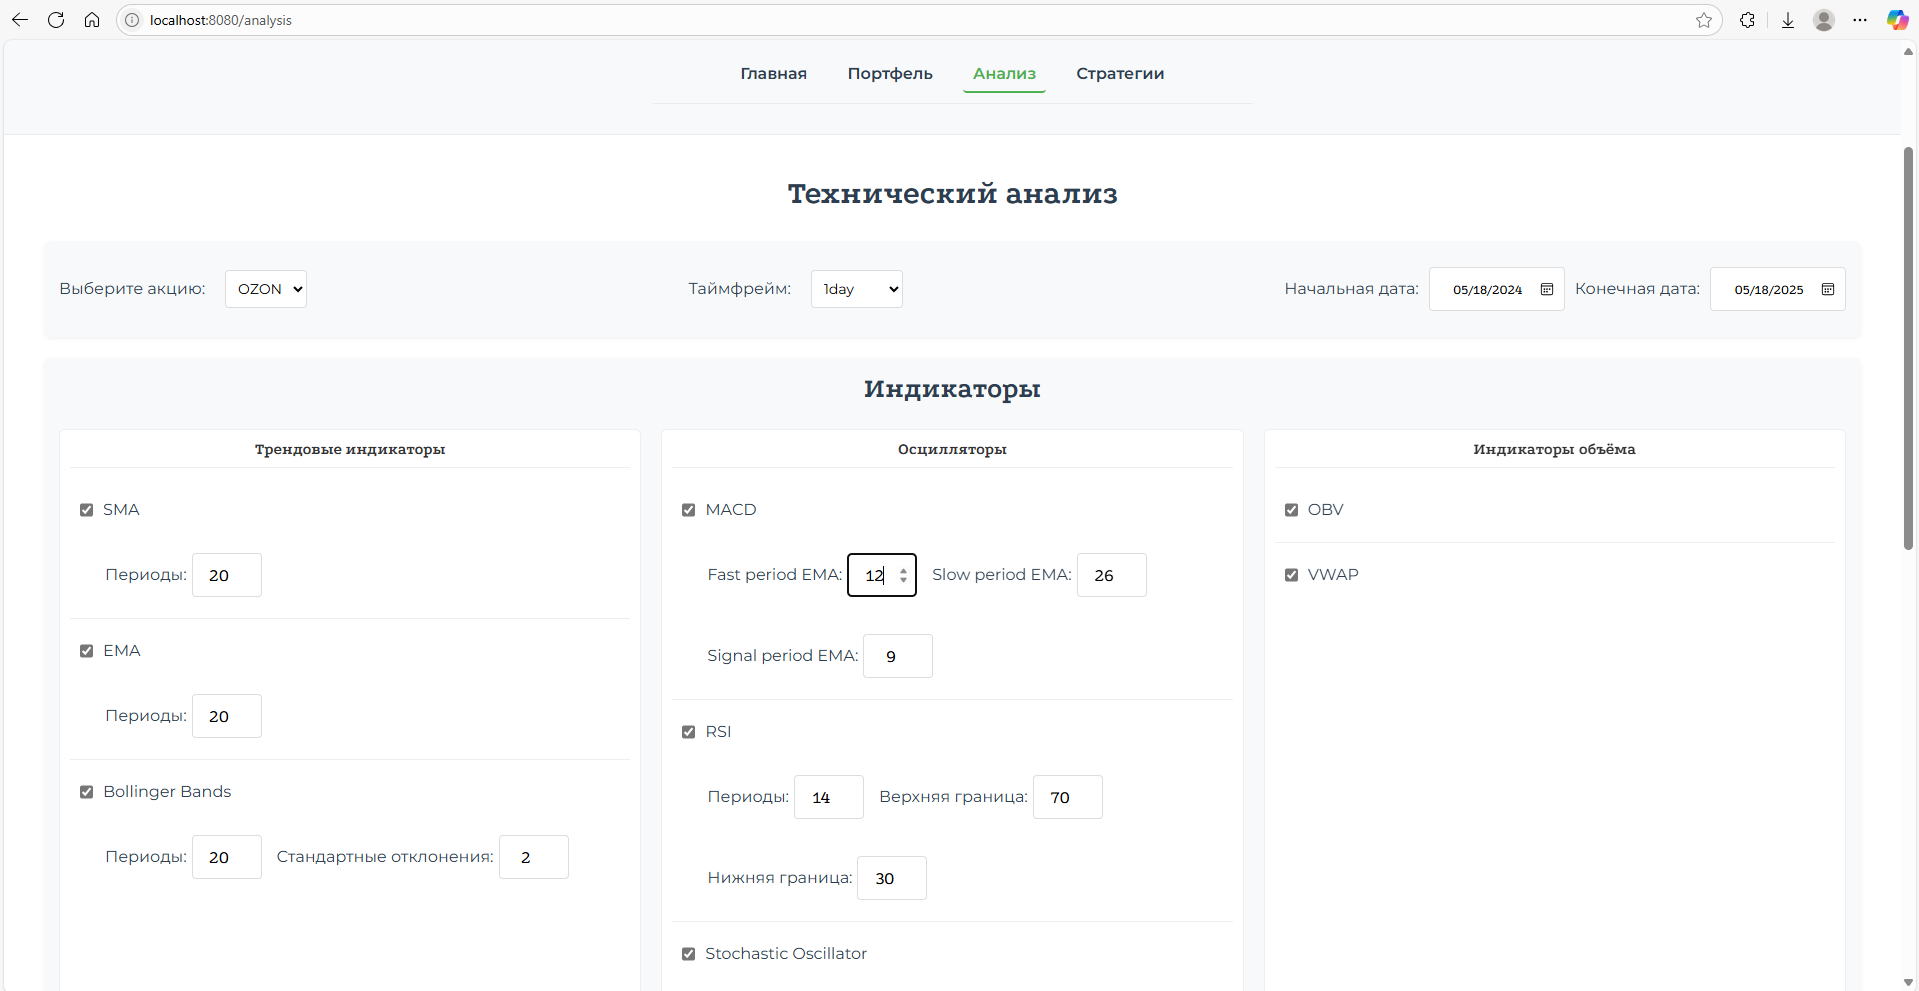 localhost:8080/analysis
Главная Портфель Анализ Стратегии
Технический анализ
Выберите акцию: OZON Таймфрейм: 1day Начальная дата: 05/18/2024 Конечная дата: 05/18/2025
Индикаторы
Трендовые индикаторы
SMA
Периоды: 20
EMA
Периоды: 20
Bollinger Bands
Периоды: 20 Стандартные отклонения: 2
Осцилляторы
MACD
Fast period EMA: 12 Slow period EMA: 26
Signal period EMA: 9
RSI
Периоды: 14 Верхняя граница: 70
Нижняя граница: 30
Stochastic Oscillator
Индикаторы объёма
OBV
VWAP